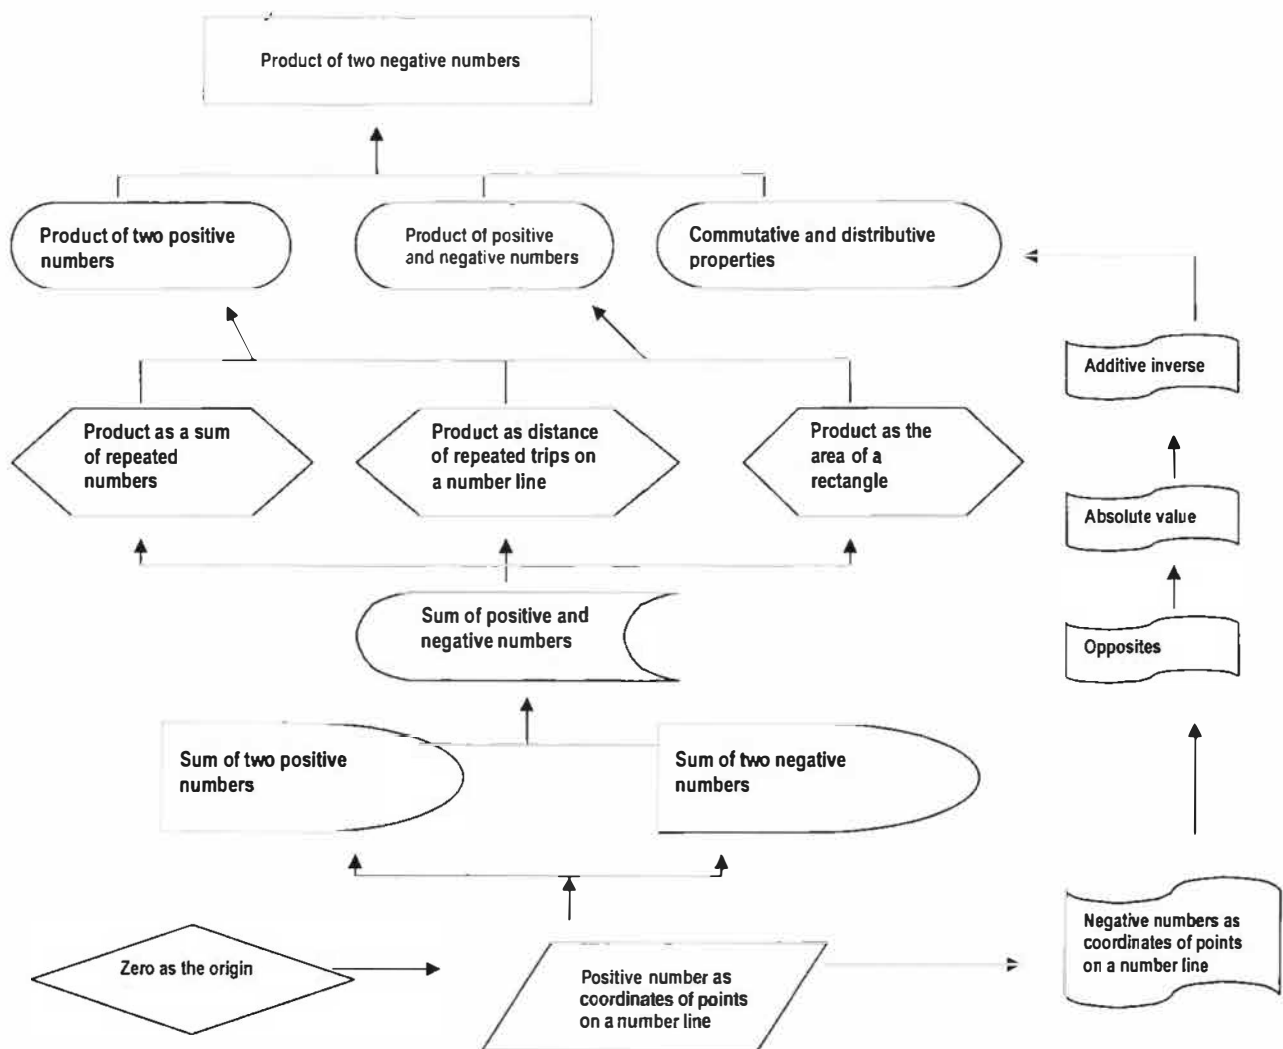 Product of two negative numbers
Product of two positive
numbers
Product of positive
and negative numbers
Commutative and distributive
properties
Additive inverse
Product as a sum
of repeated
numbers
Product as distance
of repeated trips on
a number line
Product as the
area of a
rectangle
Absolute value
Sum of positive and
negative numbers
Opposites
Sum of two positive
numbers
Sum of two negative
numbers
Zero as the origin
Positive number as
coordinates of points
on a number line
Negative numbers as
coordinates of points
on a number line